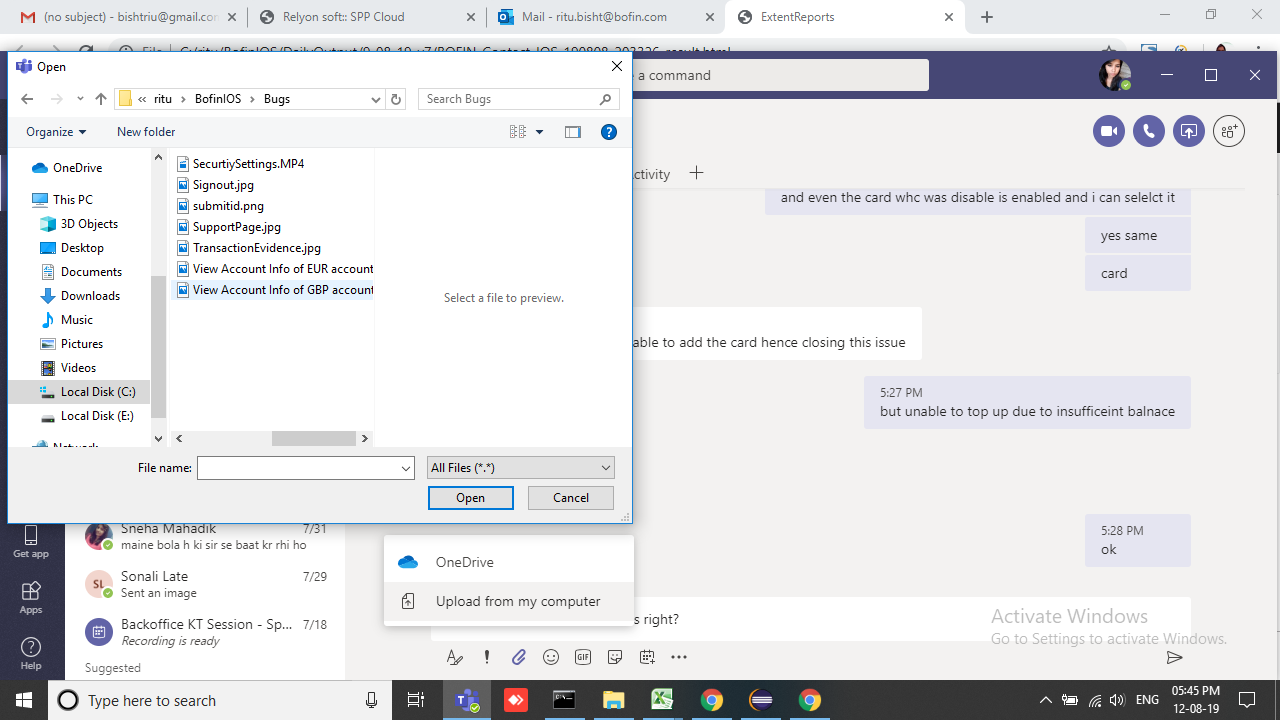 (no subject) - bishtriu@gmail.con
Relyon soft:: SPP Cloud
Mail - ritu.bisht@bofin.com
ExtentReports
Open
a command
ritu
BofinIOS
Bugs
Search Bugs
Organize
New folder
OneDrive
This PC
3D Objects
Desktop
Documents
Downloads
Music
Pictures
Videos
Local Disk (C:)
Local Disk (E:)
SecurtiySettings.MP4
Signout.jpg
submitid.png
SupportPage.jpg
TransactionEvidence.jpg
View Account Info of EUR account
View Account Info of GBP account
Select a file to preview.
File name:
All Files (*.*)
Open
Cancel
ctivity
and even the card whc was disable is enabled and i can selelct it
yes same
card
able to add the card hence closing this issue
5:27 PM
but unable to top up due to insufficeint balnace
5:28 PM
ok
s right?
Get app
Apps
Help
Sneha Mahadik 7/31
maine bola h ki sir se baat kr rhi ho
SL
Sonali Late 7/29
Sent an image
Backoffice KT Session - Sp... 7/18
Recording is ready
Suggested
OneDrive
Upload from my computer
GIF
Activate Windows
Go to Settings to activate Windows.
Type here to search
ENG
05:45 PM
12-08-19